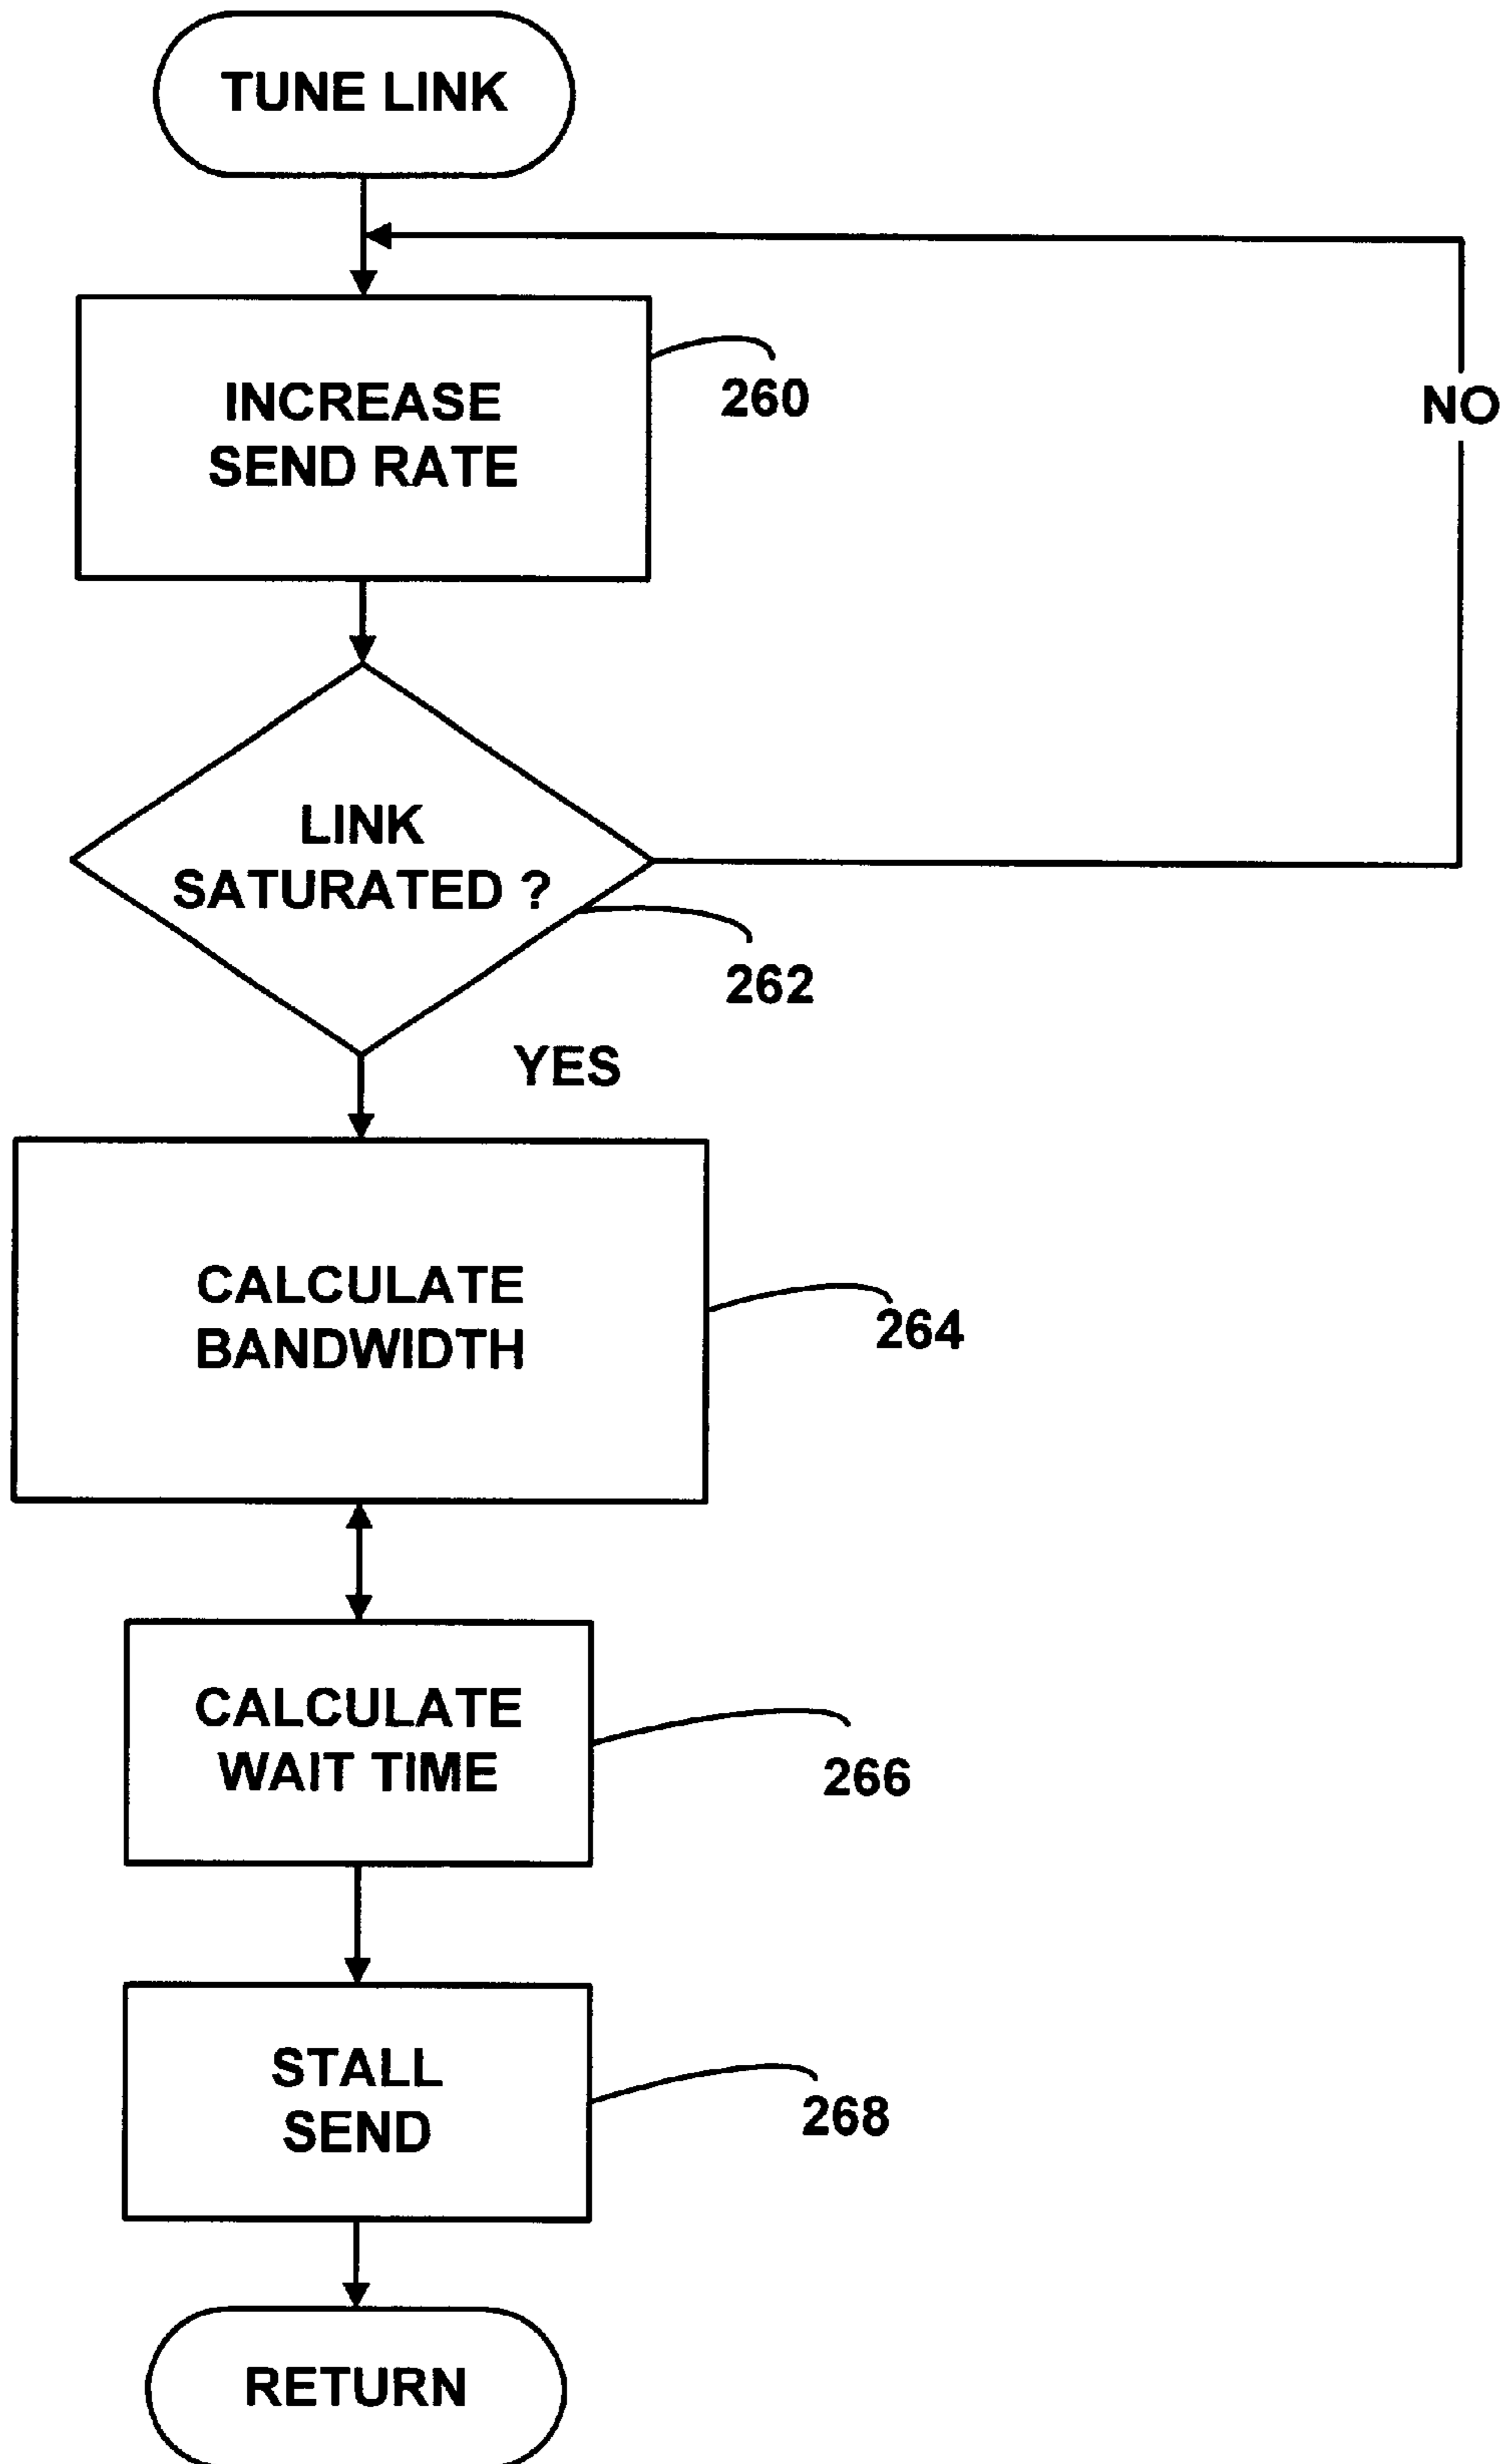 TUNE LINK
INCREASE
SEND RATE
260
NO
LINK
SATURATED ?
262
YES
CALCULATE
BANDWIDTH
264
CALCULATE
WAIT TIME
266
STALL
SEND
268
RETURN